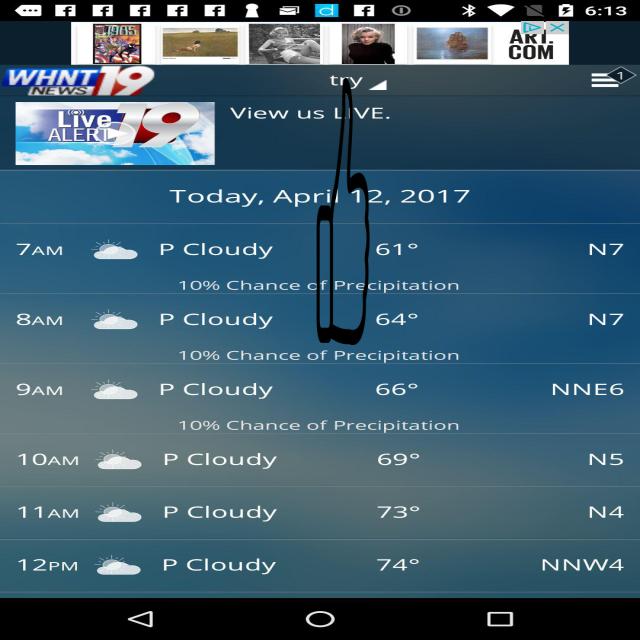 6:13
1985
ART.
COM
WHNT 19
NEWS
try
1
Live
ALERT 19
View us LIVE.
Today, April 12, 2017
7AM P Cloudy 61° N7
10% Chance of Precipitation
8AM P Cloudy 64° N7
10% Chance of Precipitation
9AM P Cloudy 66° NNE6
10% Chance of Precipitation
10AM P Cloudy 69° N5
11AM P Cloudy 73° N4
12PM P Cloudy 74° NNW4